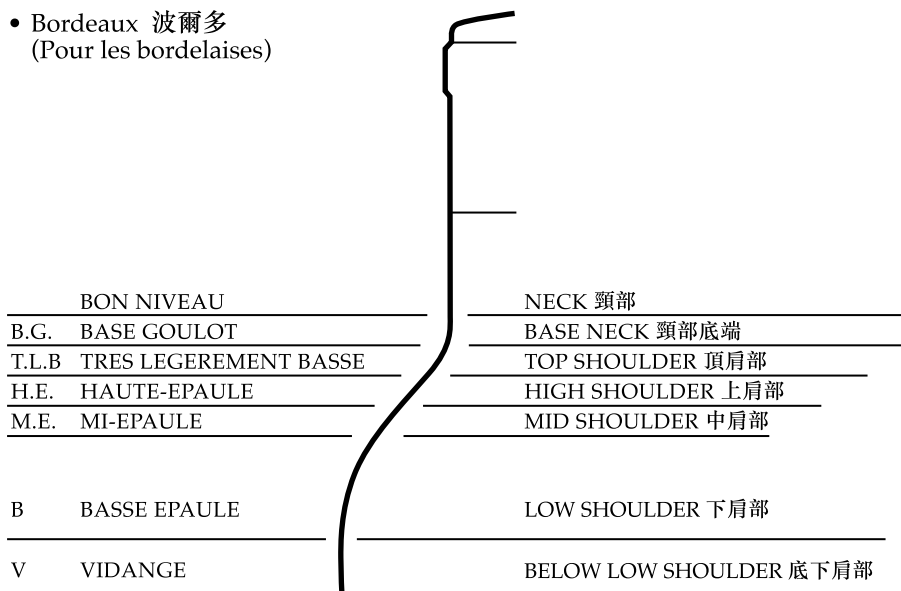 • Bordeaux 波爾多
(Pour les bordelaises)
BON NIVEAU NECK 頸部
B.G. BASE GOULOT BASE NECK 頸部底端
T.L.B TRES LEGEREMENT BASSE TOP SHOULDER 頂肩部
H.E. HAUTE-EPAULE HIGH SHOULDER 上肩部
M.E. MI-EPAULE MID SHOULDER 中肩部
B BASSE EPAULE LOW SHOULDER 下肩部
V VIDANGE BELOW LOW SHOULDER 底下肩部